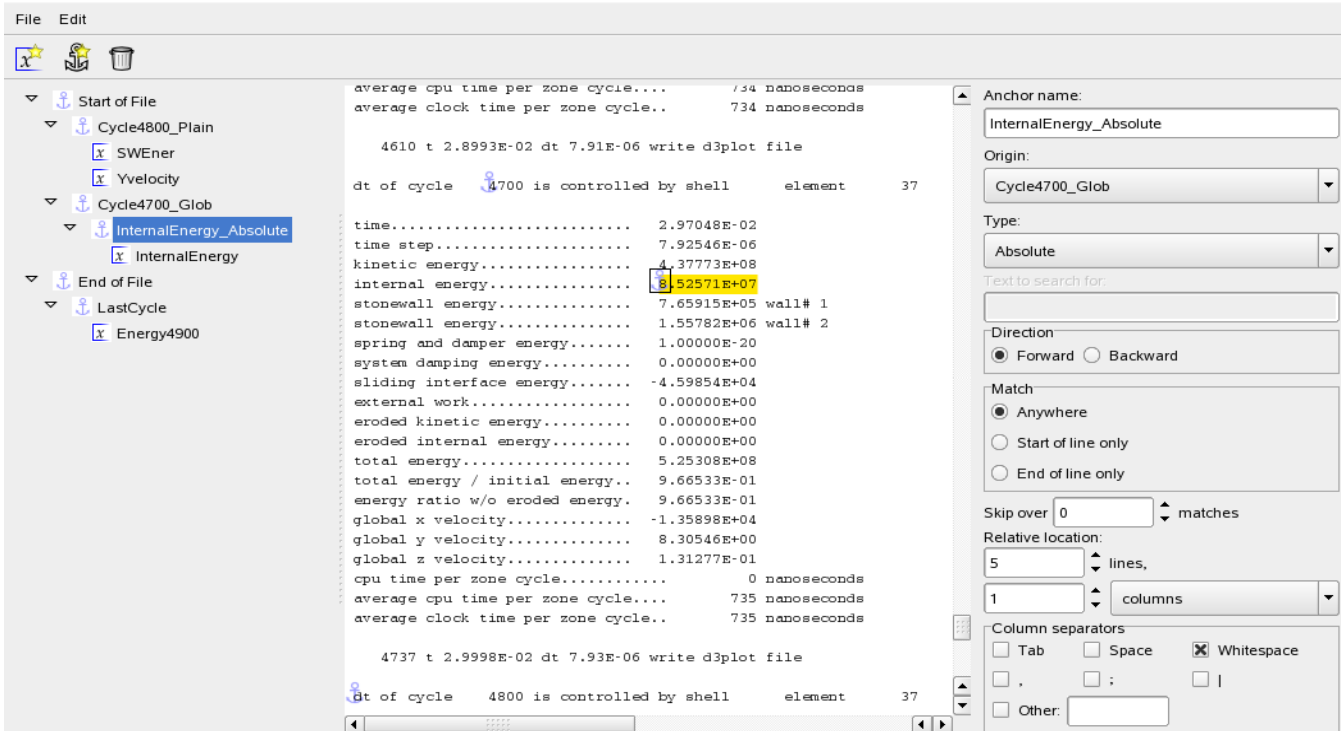 File Edit
Start of File
Cycle4800_Plain
x SWEner
x Yvelocity
Cycle4700_Glob
InternalEnergy_Absolute
x InternalEnergy
End of File
LastCycle
x Energy4900
average cpu time per zone cycle.... 734 nanoseconds
average clock time per zone cycle.. 734 nanoseconds
4610 t 2.8993E-02 dt 7.91E-06 write d3plot file
dt of cycle 4700 is controlled by shell element 37
time........................... 2.97048E-02
time step...................... 7.92546E-06
kinetic energy................. 4.37773E+08
internal energy................ 8.52571E+07
stonewall energy............... 7.65915E+05 wall# 1
stonewall energy............... 1.55782E+06 wall# 2
spring and damper energy....... 1.00000E-20
system damping energy.......... 0.00000E+00
sliding interface energy....... -4.59854E+04
external work.................. 0.00000E+00
eroded kinetic energy.......... 0.00000E+00
eroded internal energy......... 0.00000E+00
total energy................... 5.25308E+08
total energy / initial energy.. 9.66533E-01
energy ratio w/o eroded energy. 9.66533E-01
global x velocity.............. -1.35898E+04
global y velocity.............. 8.30546E+00
global z velocity.............. 1.31277E-01
cpu time per zone cycle............ 0 nanoseconds
average cpu time per zone cycle.... 735 nanoseconds
average clock time per zone cycle.. 735 nanoseconds
4737 t 2.9998E-02 dt 7.93E-06 write d3plot file
dt of cycle 4800 is controlled by shell element 37
Anchor name:
InternalEnergy_Absolute
Origin:
Cycle4700_Glob
Type:
Absolute
Text to search for:
Direction
Forward Backward
Match
Anywhere
Start of line only
End of line only
Skip over 0 matches
Relative location:
5 lines,
1 columns
Column separators
Tab Space Whitespace
, ; |
Other: